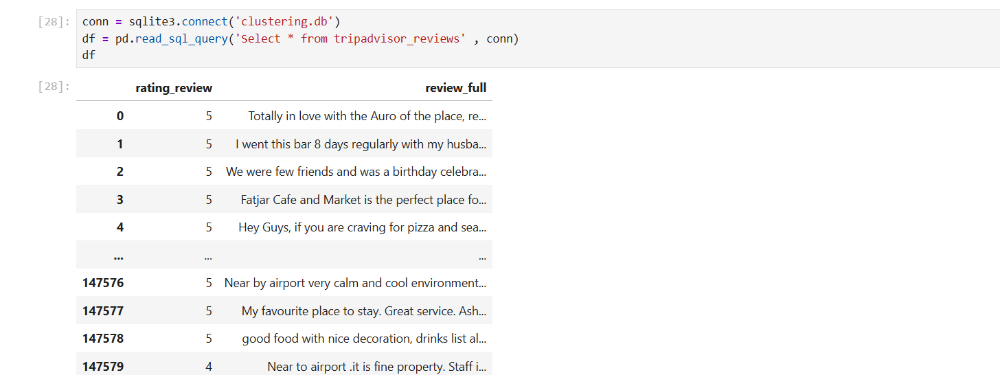 [28]: conn = sqlite3.connect('clustering.db')
df = pd.read_sql_query('Select * from tripadvisor_reviews' , conn)
df
[28]: rating_review review_full
0 5 Totally in love with the Auro of the place, re...
1 5 I went this bar 8 days regularly with my husba...
2 5 We were few friends and was a birthday celebra...
3 5 Fatjar Cafe and Market is the perfect place fo...
4 5 Hey Guys, if you are craving for pizza and sea...
... ... ...
147576 5 Near by airport very calm and cool environment...
147577 5 My favourite place to stay. Great service. Ash...
147578 5 good food with nice decoration, drinks list al...
147579 4 Near to airport .it is fine property. Staff i...